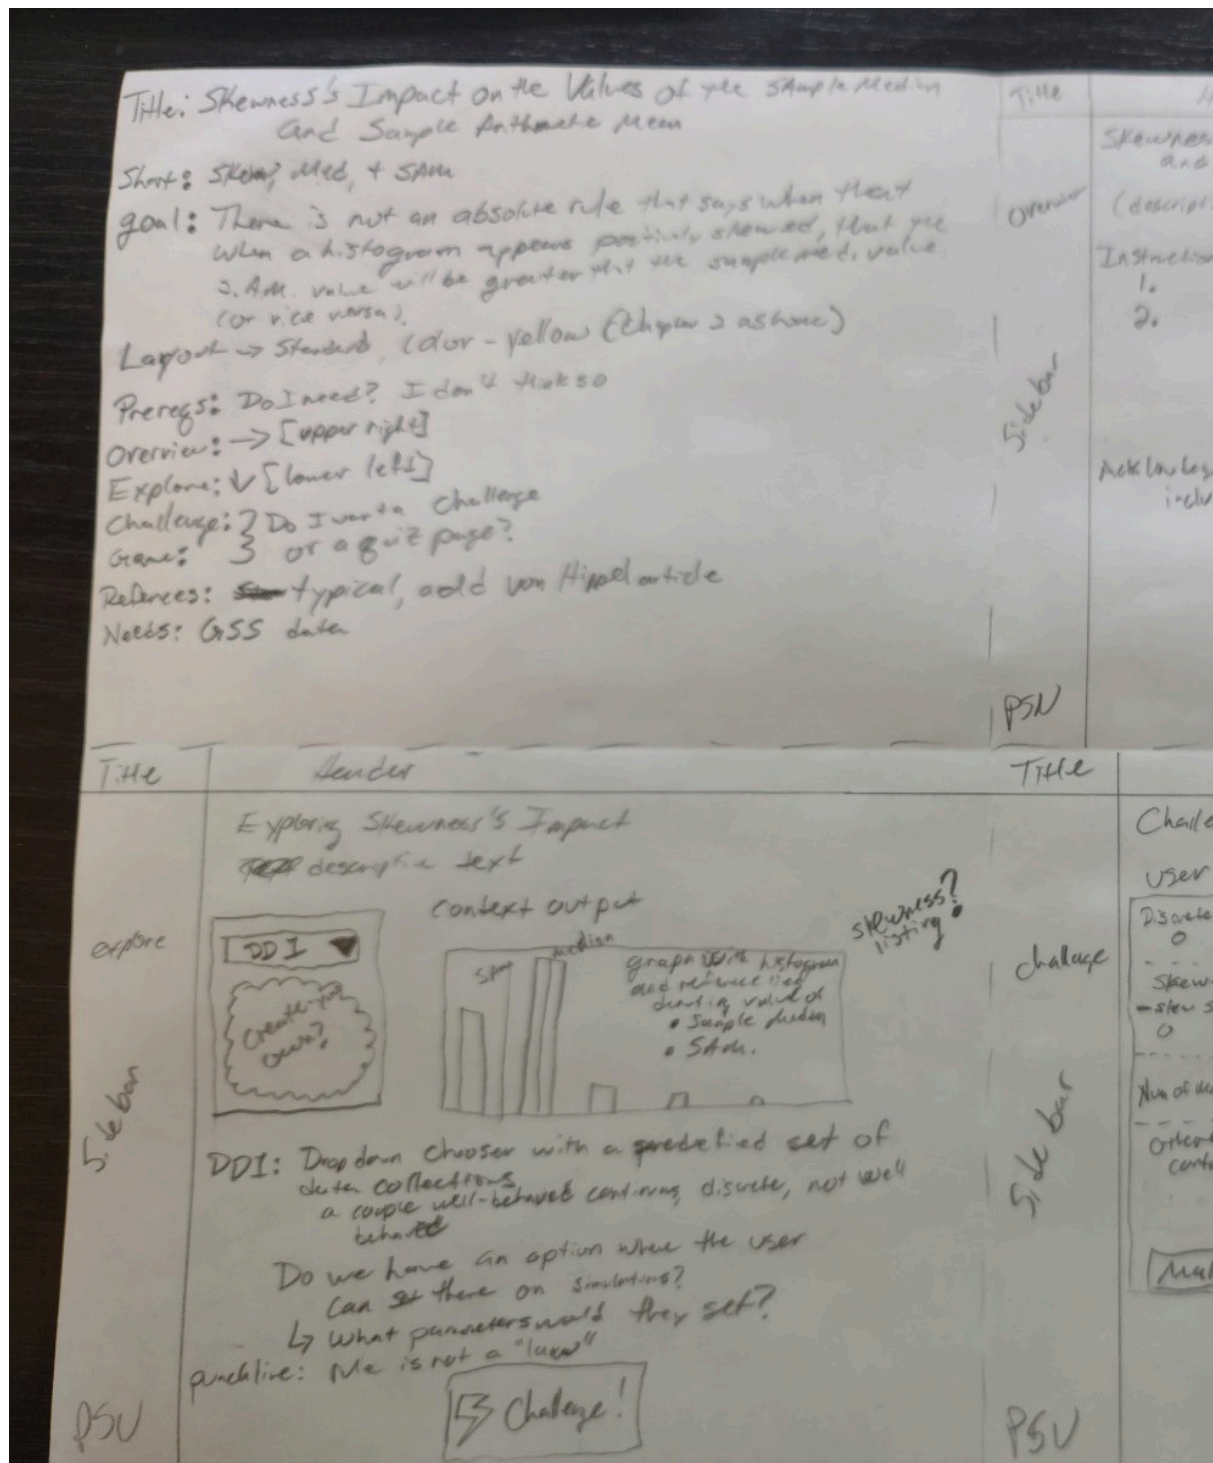 Title: Skewness's Impact on the Values of the Sample Median
and Sample Arithmetic Mean
Short: Skew, Med, + SAM
goal: There is not an absolute rule that says when that
when a histogram appears positively skewed, that the
S.AM. value will be greater that the sample med. value
(or vice versa).
Layout → Standard, Color - yellow (Chapter 2 as home)
Prereqs: Do I need? I don't think so
Overview: → [upper right]
Explore: ↓ [lower left]
Challenge: } Do I want a challenge
Game: } or a quiz page?
Refences: typical, add von Hippel article
Needs: GSS data
Title
Skewness
and
Overview
(descript
Instruction
1.
2.
Sidebar
Acknowledg
inclu
PSU
Title
Header
Exploring Skewness's Impact
descriptive text
context output
skewness?
listing?
explore
DDI
Create-your
own?
SAM
median
graph with histogram
and reference lines
denoting value of
• Sample Median
• SAM.
Sidebar
DDI: Dropdown chooser with a predefied set of
data collections
a couple well-behaved continuous, discrete, not well
behaved
Do we have an option where the user
can set there on simulations?
↳ What parameters would they set?
punchline: Me is not a "law"
Challenge!
PSU
Title
Challe
User
Discrete
challenge
Skew
-skew s
Num of
Sidebar
Mak
PSU